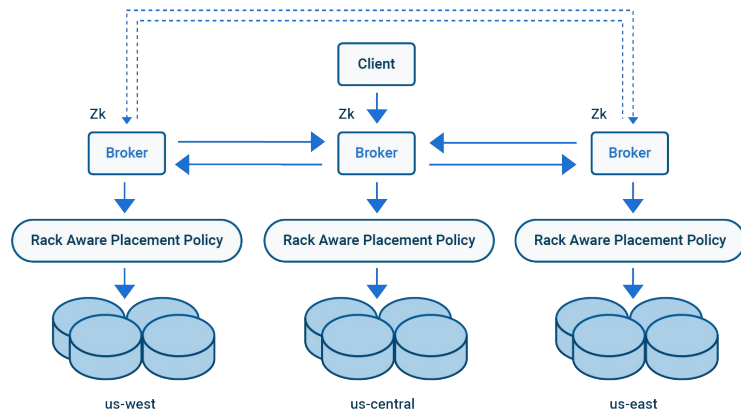 Client
Zk
Zk
Zk
Broker
Broker
Broker
Rack Aware Placement Policy
Rack Aware Placement Policy
Rack Aware Placement Policy
us-west
us-central
us-east